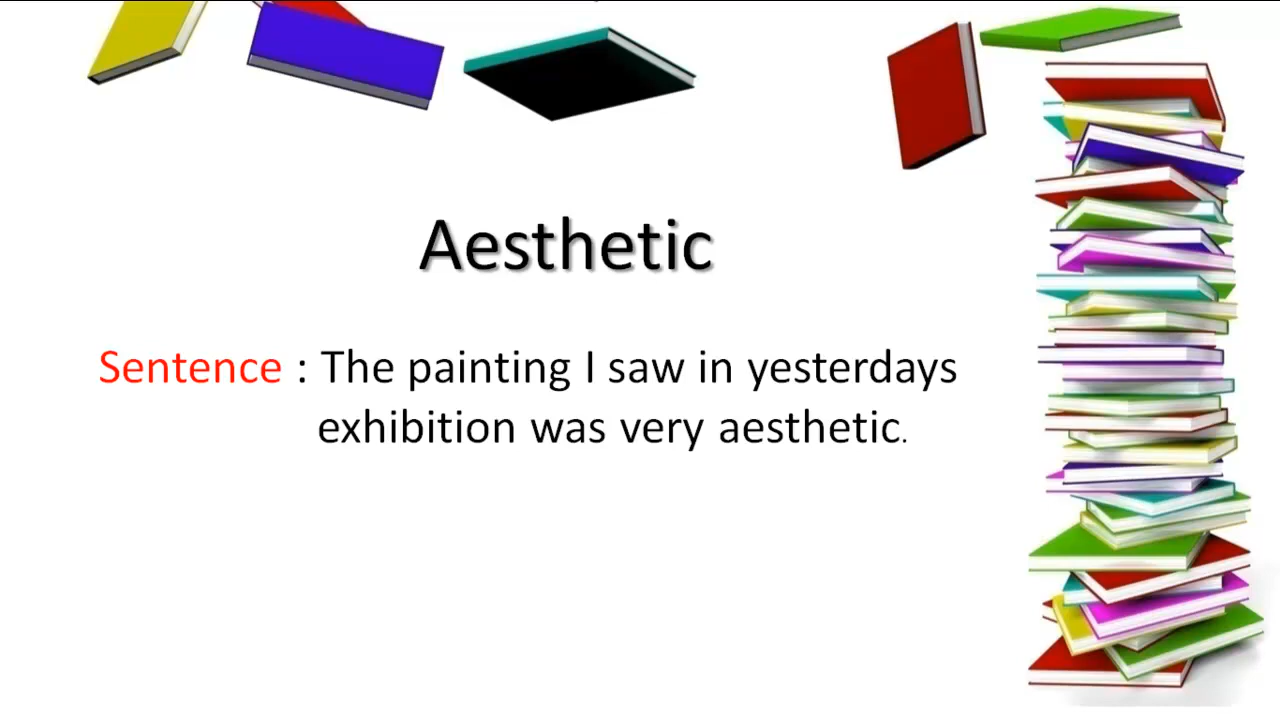 Aesthetic
Sentence : The painting I saw in yesterdays
exhibition was very aesthetic.